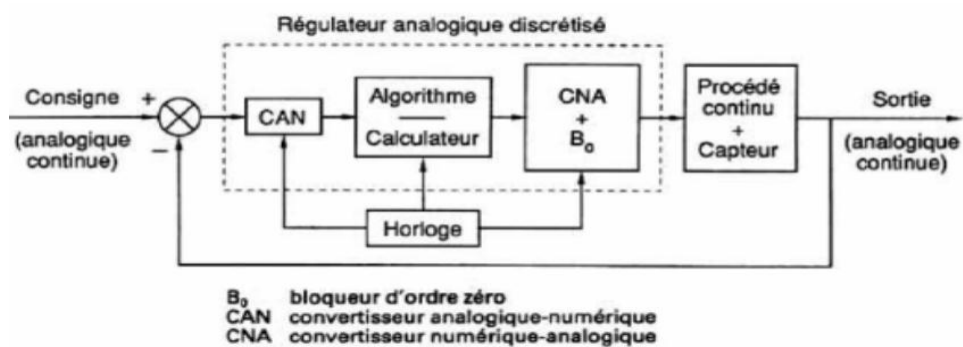 Régulateur analogique discrétisé
Consigne
+
(analogique
continue)
−
CAN
Algorithme
Calculateur
CNA
+
B₀
Procédé
continu
+
Capteur
Sortie
(analogique
continue)
Horloge
B₀ bloqueur d'ordre zéro
CAN convertisseur analogique-numérique
CNA convertisseur numérique-analogique